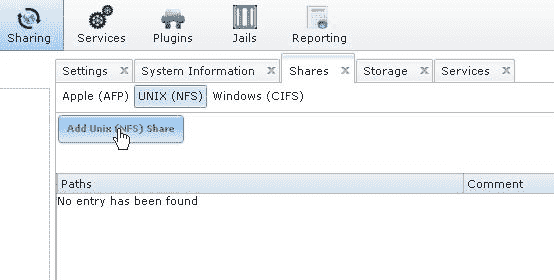 Sharing Services Plugins Jails Reporting
Settings System Information Shares Storage Services
Apple (AFP) UNIX (NFS) Windows (CIFS)
Add Unix (NFS) Share
Paths Comment
No entry has been found